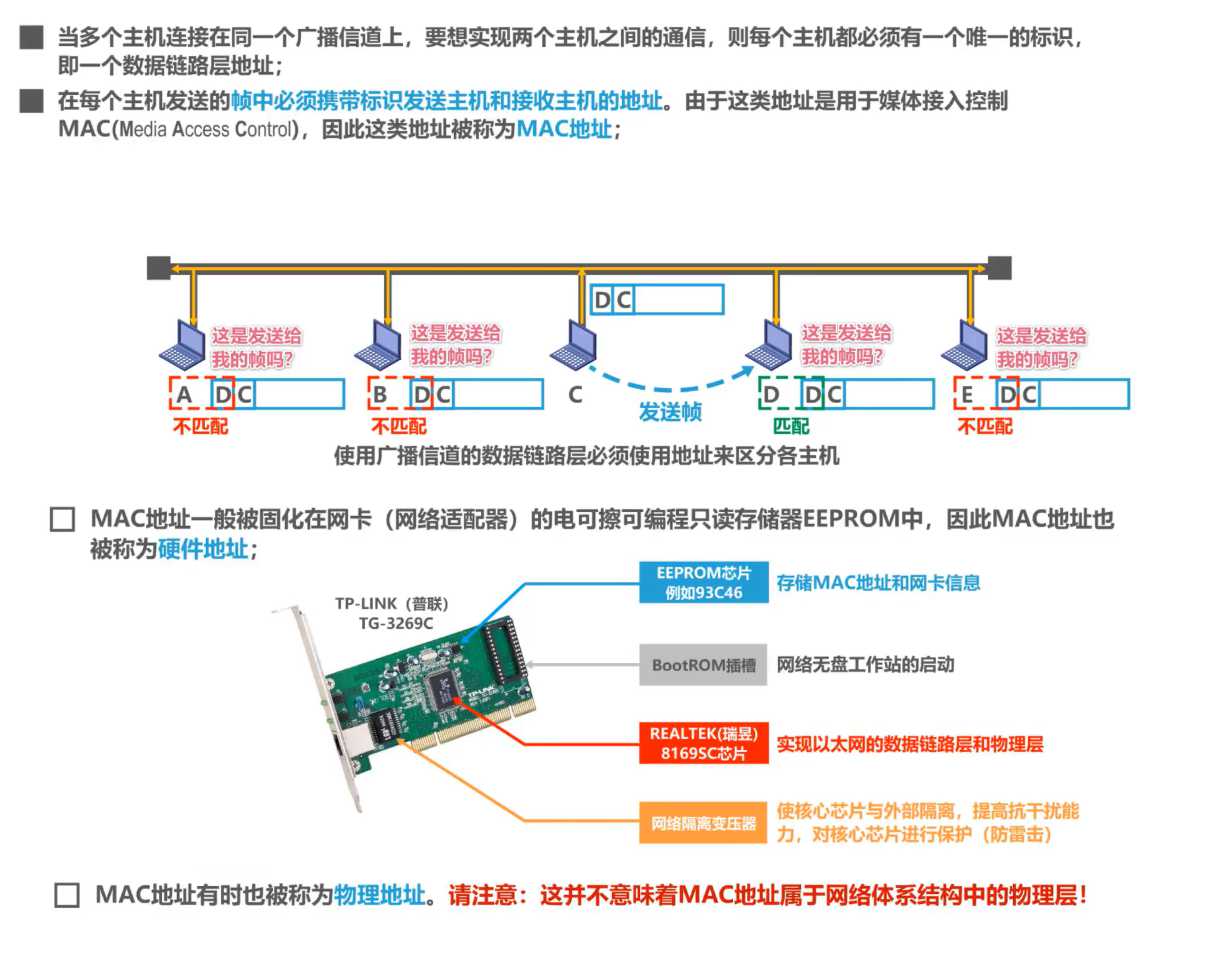 当多个主机连接在同一个广播信道上，要想实现两个主机之间的通信，则每个主机都必须有一个唯一的标识，
即一个数据链路层地址；
在每个主机发送的帧中必须携带标识发送主机和接收主机的地址。由于这类地址是用于媒体接入控制
MAC(Media Access Control)，因此这类地址被称为MAC地址；
D C
这是发送给
我的帧吗?
这是发送给
我的帧吗?
这是发送给
我的帧吗?
这是发送给
我的帧吗?
A D C
B D C
C
D D C
E D C
发送帧
不匹配
不匹配
匹配
不匹配
使用广播信道的数据链路层必须使用地址来区分各主机
MAC地址一般被固化在网卡（网络适配器）的电可擦可编程只读存储器EEPROM中，因此MAC地址也
被称为硬件地址；
TP-LINK（普联）
TG-3269C
EEPROM芯片
例如93C46
存储MAC地址和网卡信息
BootROM插槽
网络无盘工作站的启动
TP-LINK
REALTEK(瑞昱)
8169SC芯片
实现以太网的数据链路层和物理层
网络隔离变压器
使核心芯片与外部隔离，提高抗干扰能
力，对核心芯片进行保护（防雷击）
MAC地址有时也被称为物理地址。请注意：这并不意味着MAC地址属于网络体系结构中的物理层！